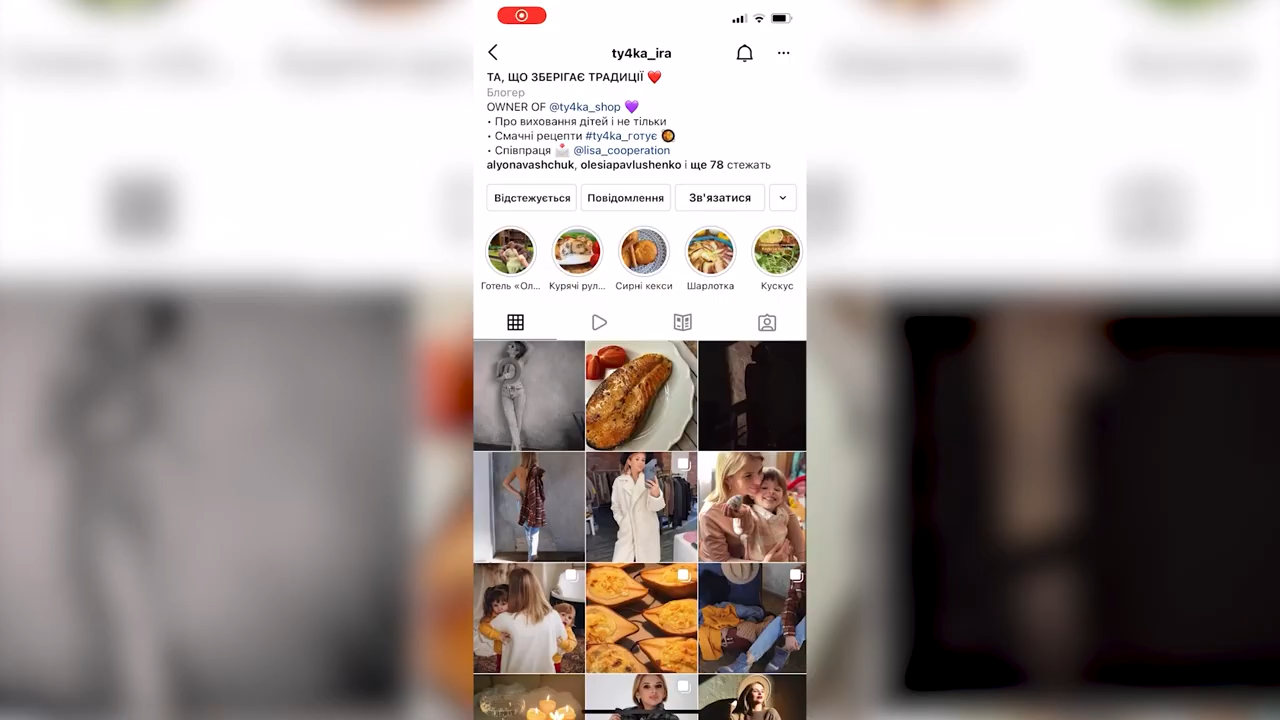 ty4ka_ira
ТА, ЩО ЗБЕРІГАЄ ТРАДИЦІЇ ❤️
Блогер
OWNER OF @ty4ka_shop 💜
• Про виховання дітей і не тільки
• Смачні рецепти #ty4ka_готує 🥘
• Співпраця 📩 @lisa_cooperation
alyonavashchuk, olesiapavlushenko і ще 78 стежать
Відстежується Повідомлення Зв'язатися
Готель «Ол... Курячі рул... Сирні кекси Шарлотка Кускус